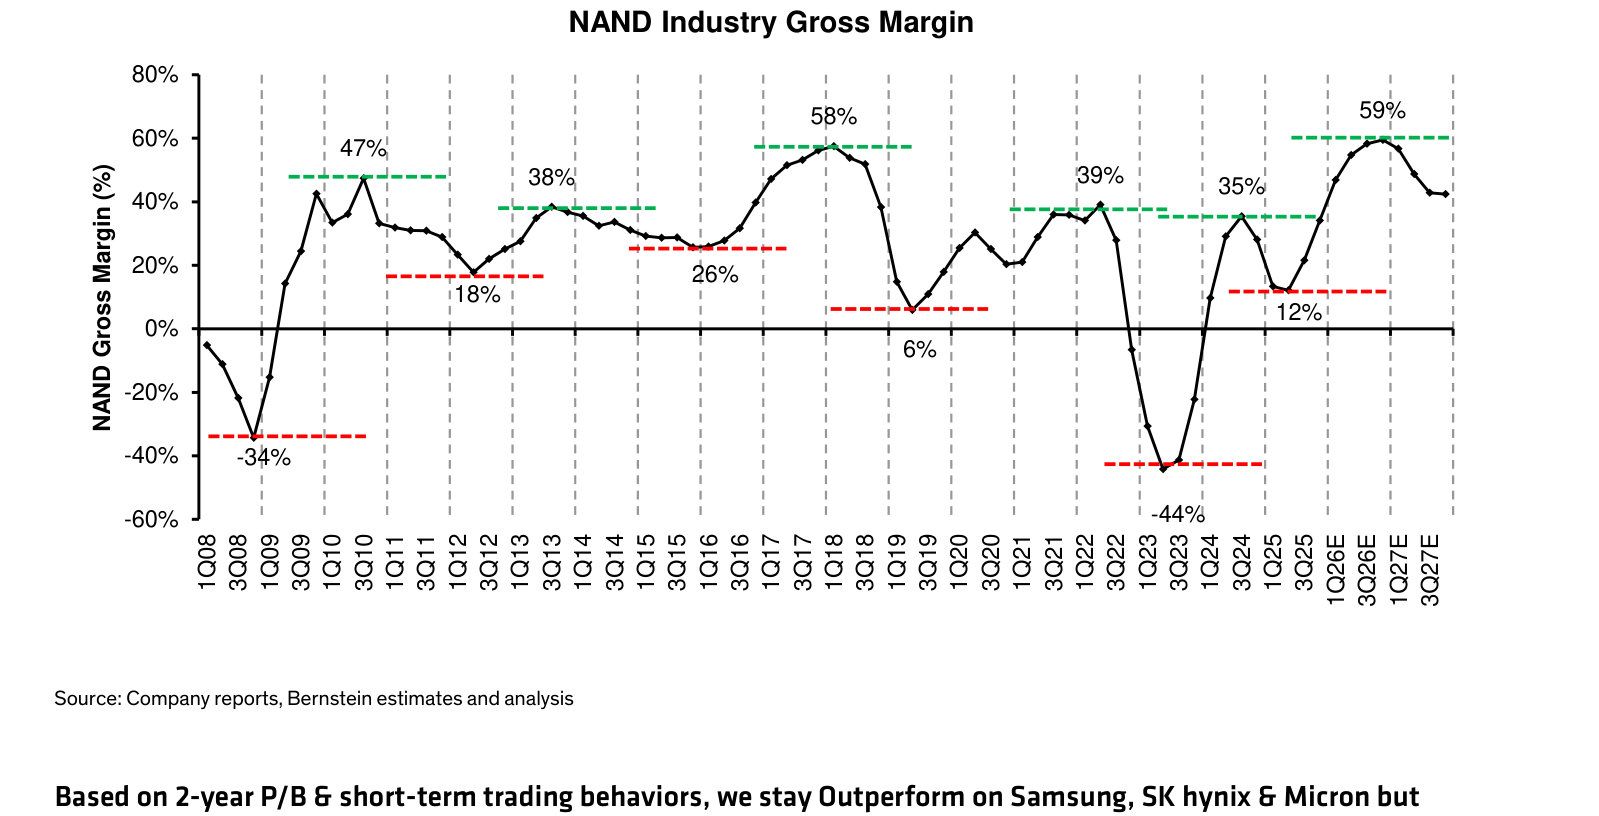 NAND Industry Gross Margin
NAND Gross Margin (%)
80%
60%
40%
20%
0%
-20%
-40%
-60%
47%
38%
58%
39%
35%
59%
-34%
18%
26%
6%
-44%
12%
1Q08
3Q08
1Q09
3Q09
1Q10
3Q10
1Q11
3Q11
1Q12
3Q12
1Q13
3Q13
1Q14
3Q14
1Q15
3Q15
1Q16
3Q16
1Q17
3Q17
1Q18
3Q18
1Q19
3Q19
1Q20
3Q20
1Q21
3Q21
1Q22
3Q22
1Q23
3Q23
1Q24
3Q24
1Q25
3Q25
1Q26E
3Q26E
1Q27E
3Q27E
Source: Company reports, Bernstein estimates and analysis
Based on 2-year P/B & short-term trading behaviors, we stay Outperform on Samsung, SK hynix & Micron but